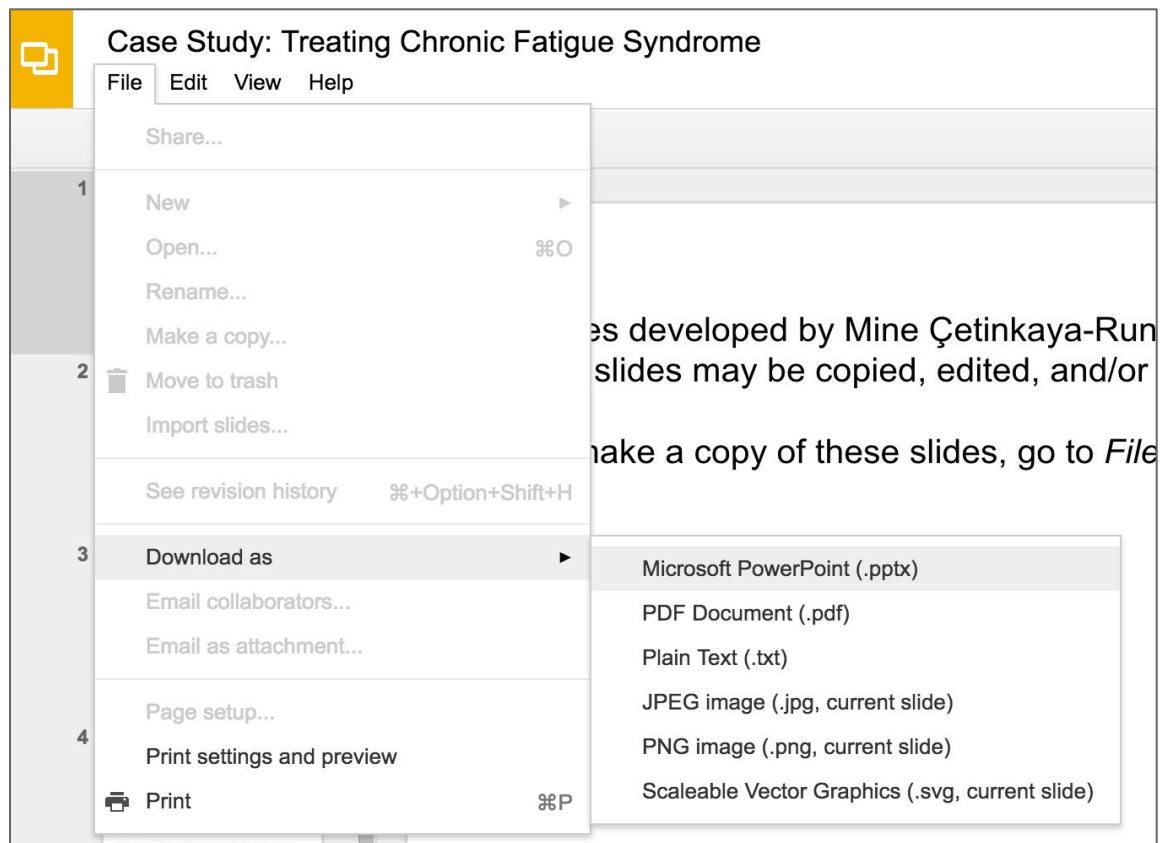 Case Study: Treating Chronic Fatigue Syndrome
File Edit View Help
Share...
1
New
Open... ⌘O
Rename...
es developed by Mine Çetinkaya-Run
Make a copy...
2
slides may be copied, edited, and/or
Move to trash
Import slides...
make a copy of these slides, go to File
See revision history ⌘+Option+Shift+H
3
Download as
Microsoft PowerPoint (.pptx)
Email collaborators...
PDF Document (.pdf)
Email as attachment...
Plain Text (.txt)
Page setup...
JPEG image (.jpg, current slide)
4
Print settings and preview
PNG image (.png, current slide)
Print ⌘P
Scaleable Vector Graphics (.svg, current slide)